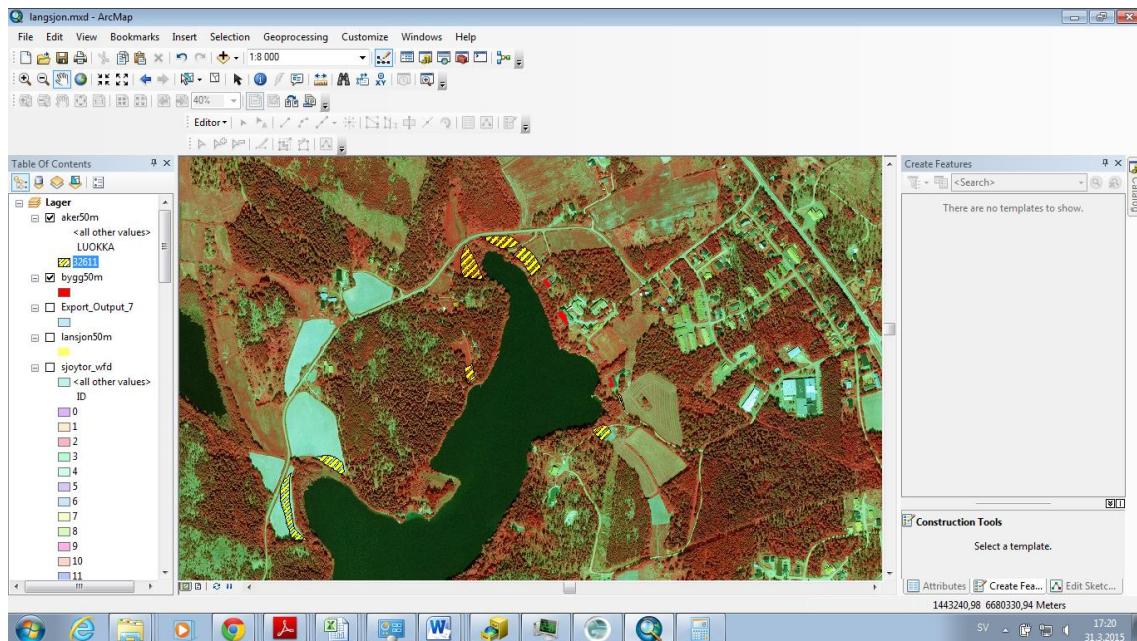 langsjon.mxd - ArcMap
File Edit View Bookmarks Insert Selection Geoprocessing Customize Windows Help
1:8 000
40%
Editor
Table Of Contents
Lager
aker50m
<all other values>
LUOKKA
32611
bygg50m
Export_Output_7
lansjon50m
sjoytor_wfd
<all other values>
ID
0
1
2
3
4
5
6
7
8
9
10
11
Create Features
<Search>
There are no templates to show.
Construction Tools
Select a template.
Attributes Create Fea... Edit Sketc...
Catalog
1443240,98 6680330,94 Meters
SV
17:20
31.3.2015